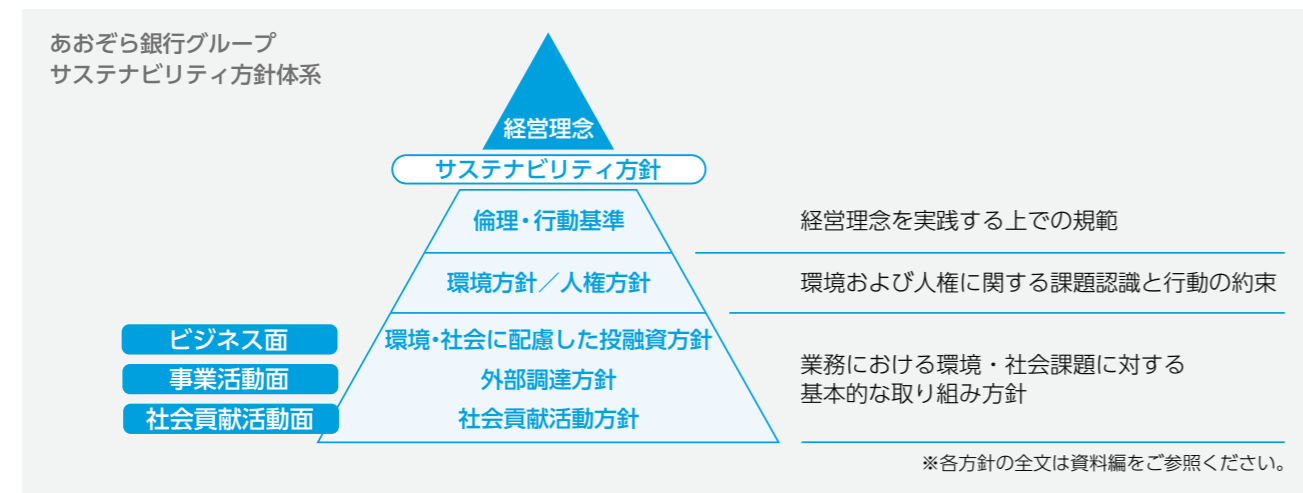 あおぞら銀行グループ
サステナビリティ方針体系
経営理念
サステナビリティ方針
倫理・行動基準
経営理念を実践する上での規範
環境方針／人権方針
環境および人権に関する課題認識と行動の約束
ビジネス面
環境・社会に配慮した投融資方針
事業活動面
外部調達方針
社会貢献活動面
社会貢献活動方針
業務における環境・社会課題に対する
基本的な取り組み方針
※各方針の全文は資料編をご参照ください。